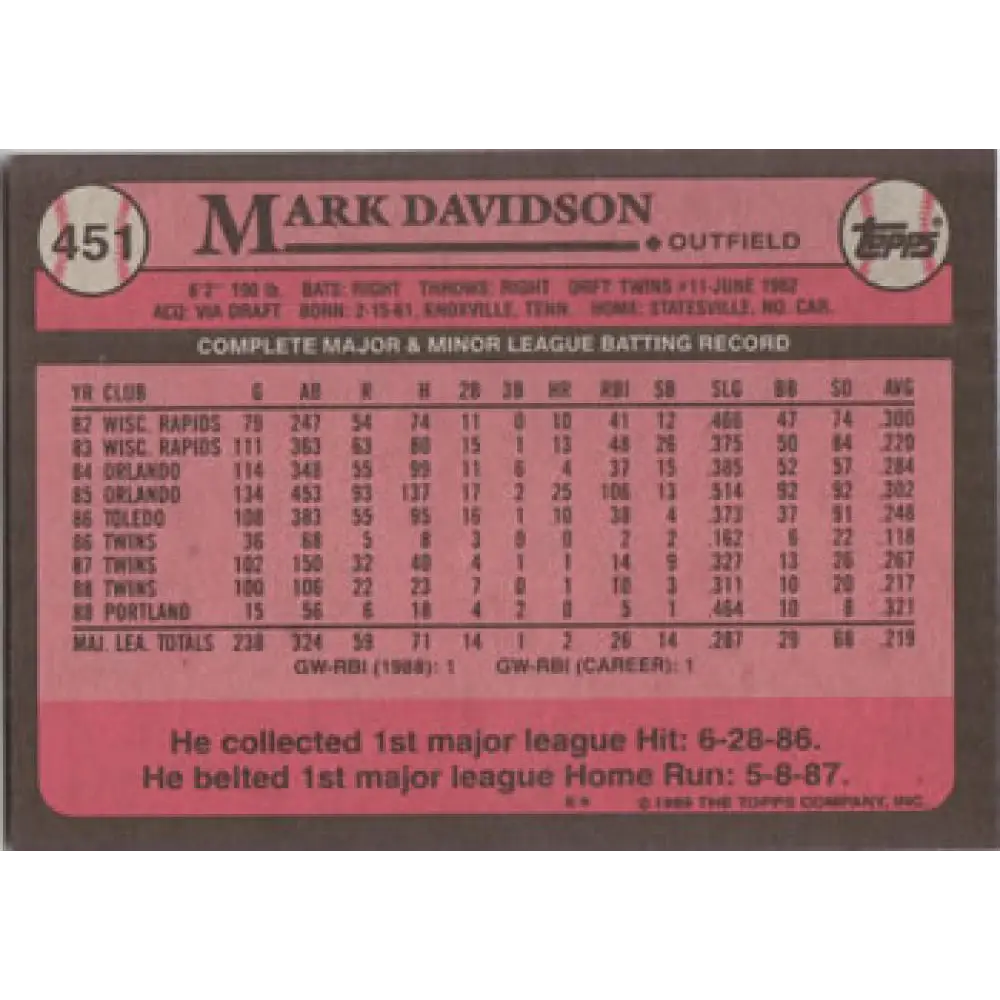 451 MARK DAVIDSON ♦ OUTFIELD topps®
6'2" 190 lb. BATS: RIGHT THROWS: RIGHT DRFT: TWINS #11-JUNE 1982
ACQ: VIA DRAFT BORN: 2-15-61, KNOXVILLE, TENN. HOME: STATESVILLE, NO. CAR.
COMPLETE MAJOR & MINOR LEAGUE BATTING RECORD
YR CLUB G AB R H 2B 3B HR RBI SB SLG BB SO AVG
82 WISC. RAPIDS 79 247 54 74 11 0 10 41 12 .466 47 74 .300
83 WISC. RAPIDS 111 363 63 80 15 1 13 48 26 .375 50 84 .220
84 ORLANDO 114 348 55 99 11 6 4 37 15 .385 52 57 .284
85 ORLANDO 134 453 93 137 17 2 25 106 13 .514 92 92 .302
86 TOLEDO 108 383 55 95 16 1 10 38 4 .373 37 91 .248
86 TWINS 36 68 5 8 3 0 0 2 2 .162 6 22 .118
87 TWINS 102 150 32 40 4 1 1 14 9 .327 13 26 .267
88 TWINS 100 106 22 23 7 0 1 10 3 .311 10 20 .217
88 PORTLAND 15 56 6 18 4 2 0 5 1 .464 10 8 .321
MAJ. LEA. TOTALS 238 324 59 71 14 1 2 26 14 .287 29 68 .219
GW-RBI (1988): 1 GW-RBI (CAREER): 1
He collected 1st major league Hit: 6-28-86.
He belted 1st major league Home Run: 5-8-87.
© 1989 THE TOPPS COMPANY, INC.